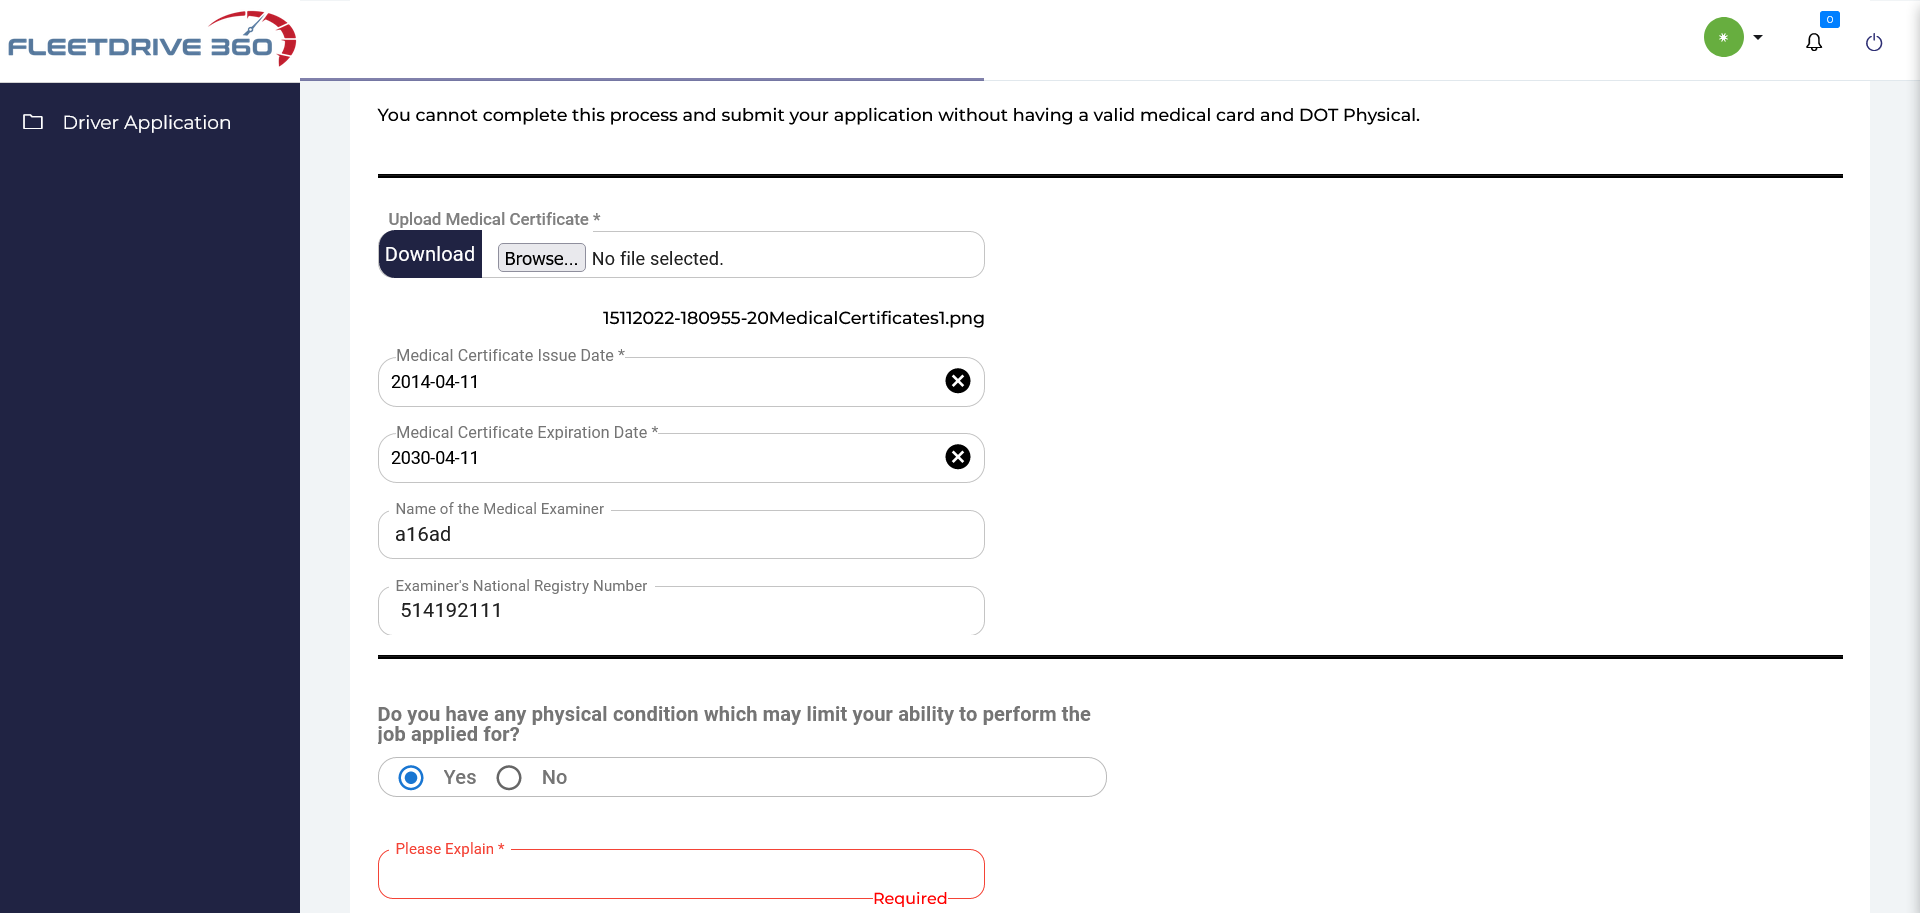 FLEETDRIVE 360
0
Driver Application
You cannot complete this process and submit your application without having a valid medical card and DOT Physical.
Upload Medical Certificate *
Download
Browse... No file selected.
15112022-180955-20MedicalCertificates1.png
Medical Certificate Issue Date *
2014-04-11
Medical Certificate Expiration Date *
2030-04-11
Name of the Medical Examiner
a16ad
Examiner's National Registry Number
514192111
Do you have any physical condition which may limit your ability to perform the
job applied for?
Yes No
Please Explain *
Required